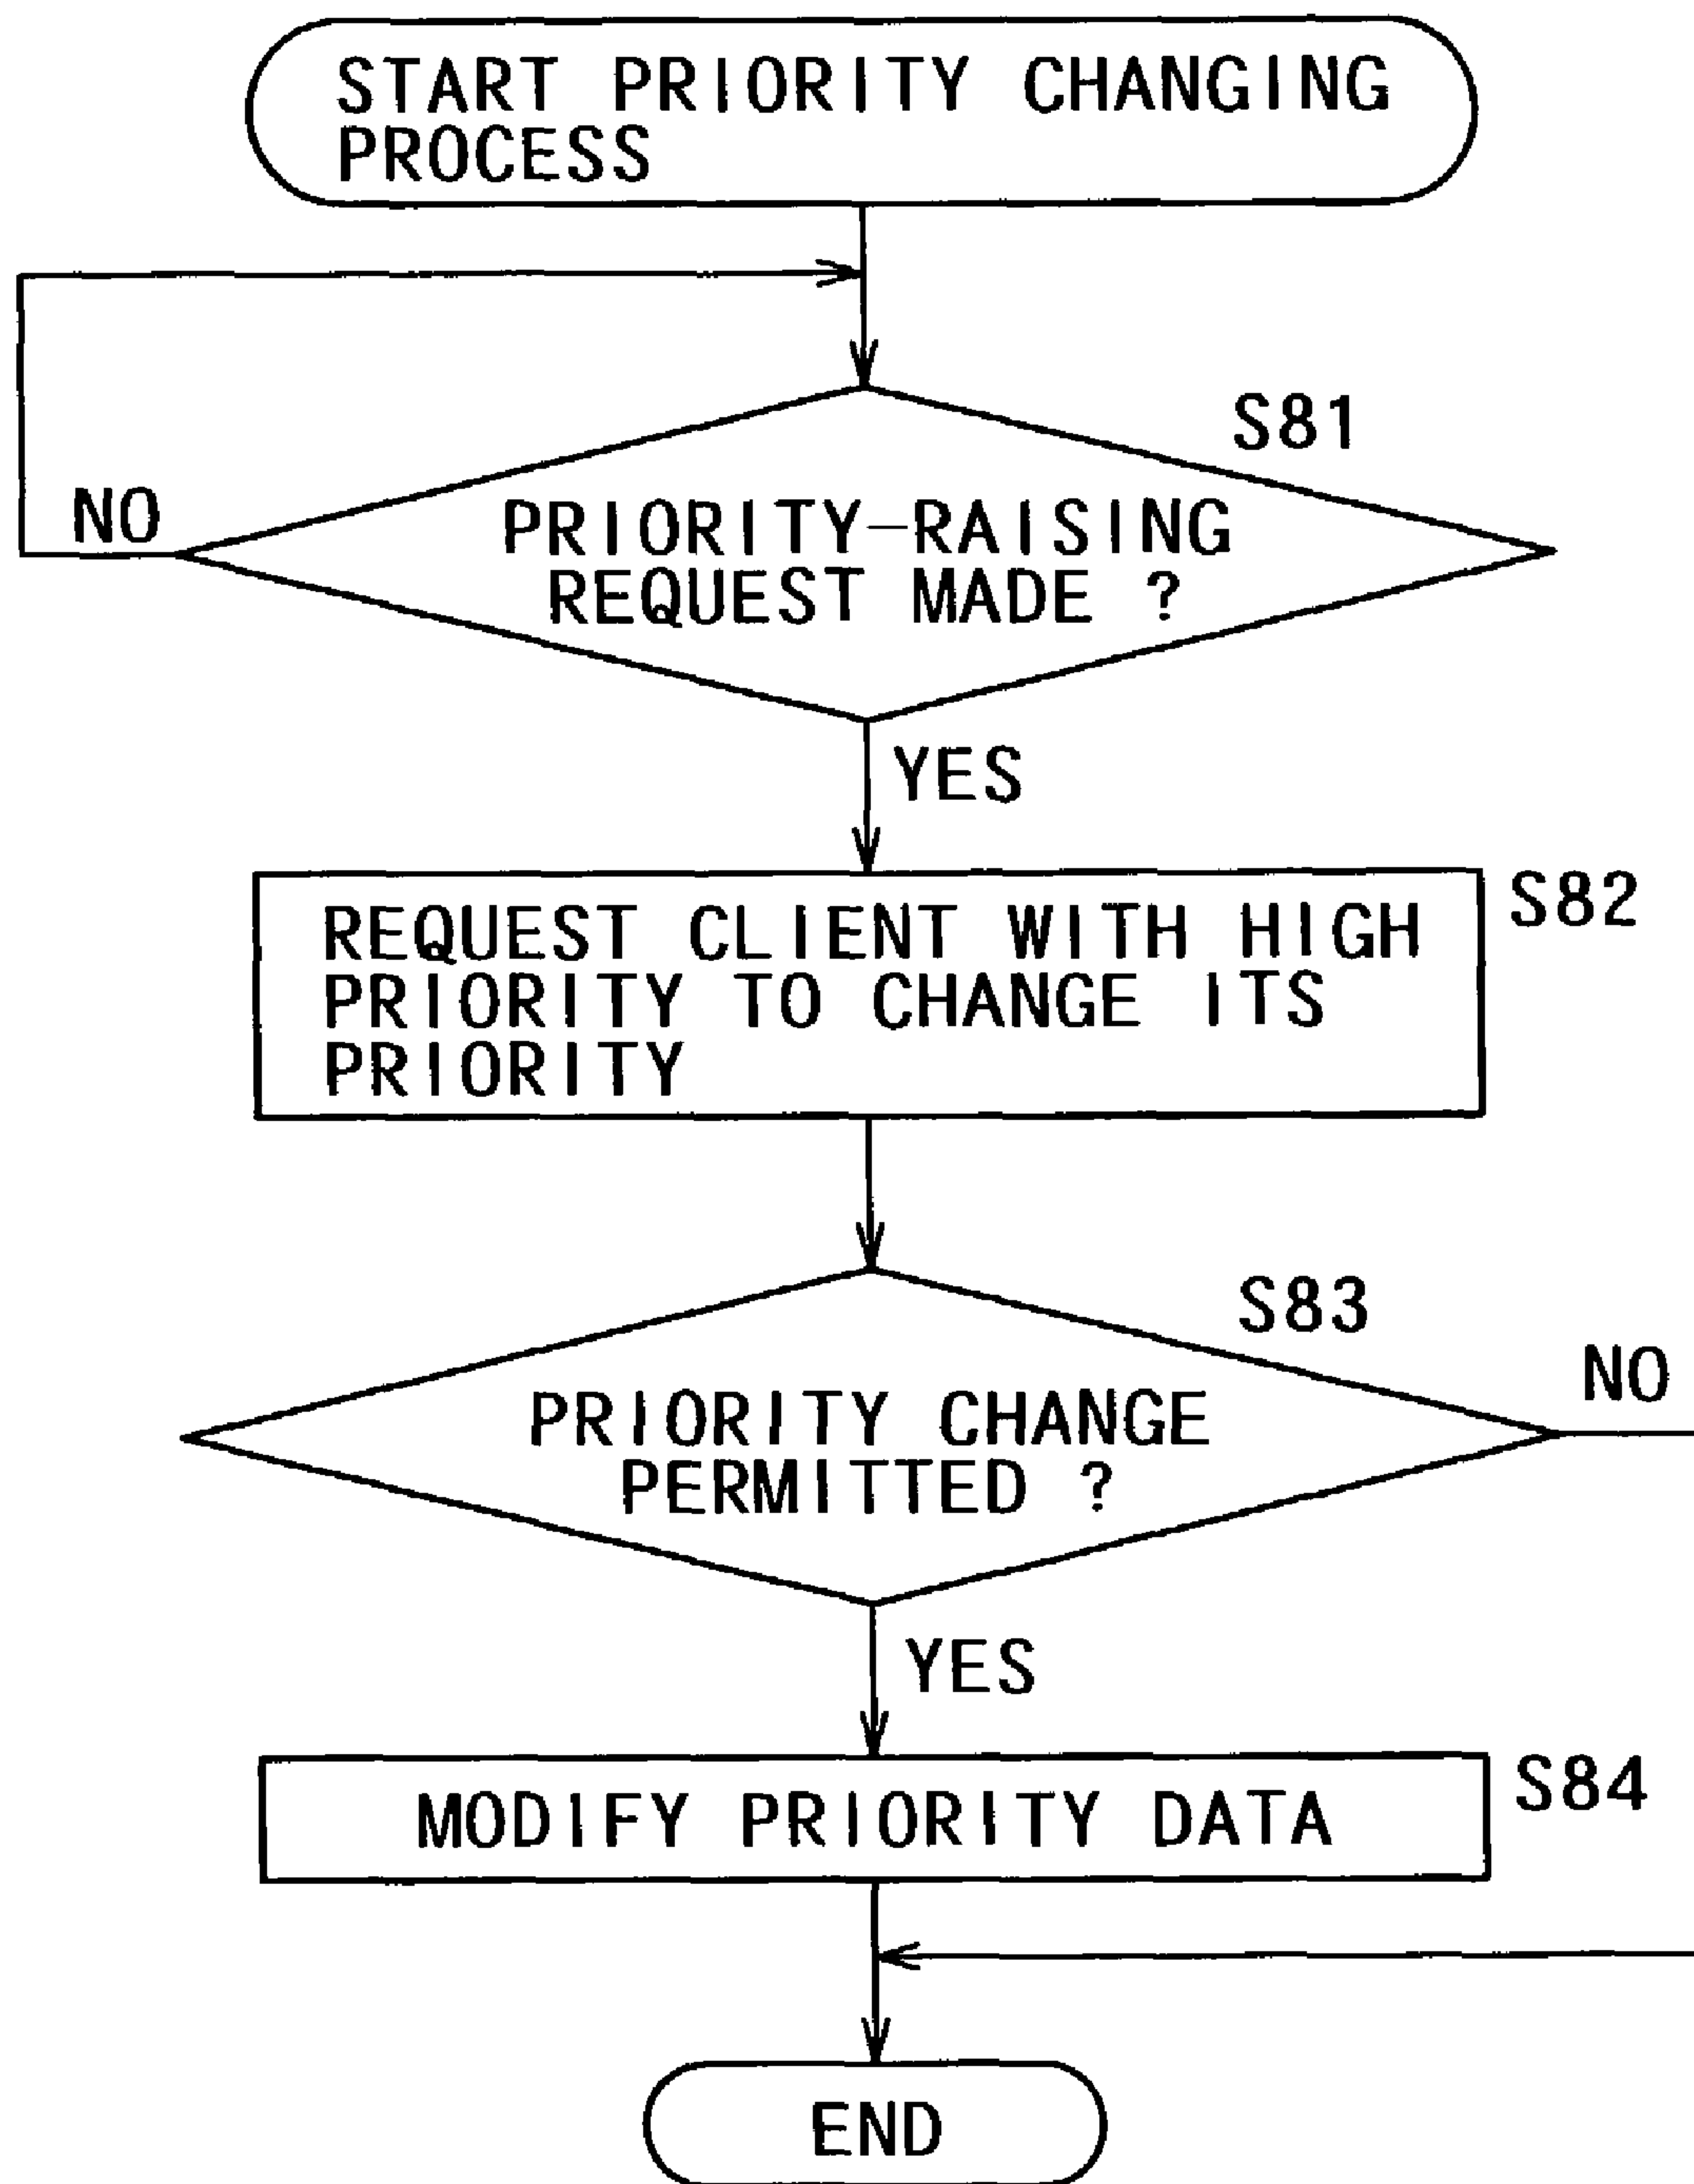 START PRIORITY CHANGING
PROCESS
S81
NO
PRIORITY-RAISING
REQUEST MADE ?
YES
S82
REQUEST CLIENT WITH HIGH
PRIORITY TO CHANGE ITS
PRIORITY
S83
NO
PRIORITY CHANGE
PERMITTED ?
YES
S84
MODIFY PRIORITY DATA
END